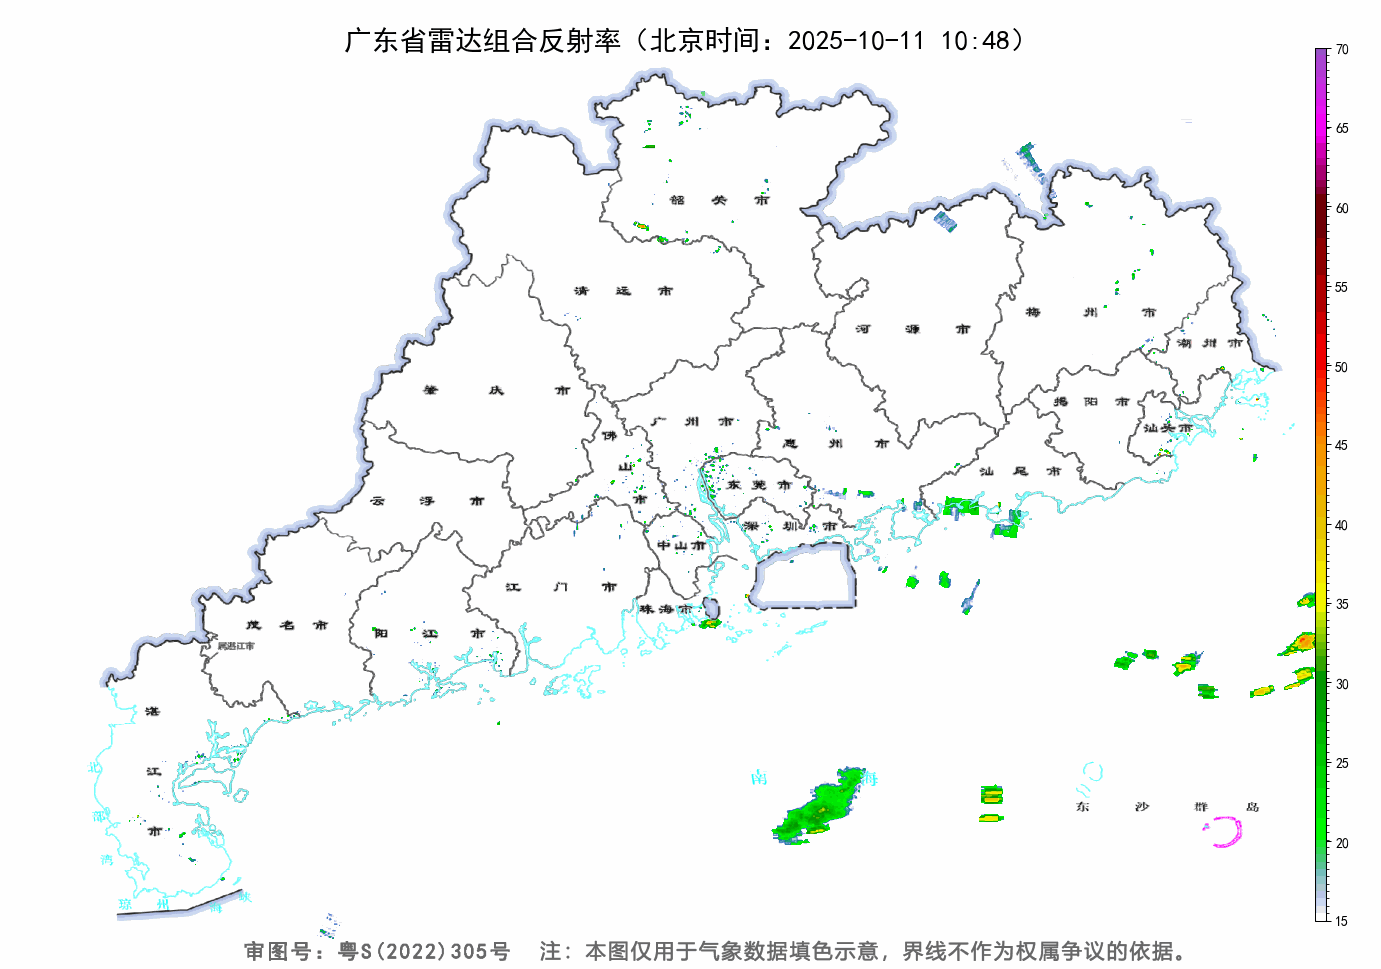 广东省雷达组合反射率（北京时间：2025-10-11 10:48）
70
65
60
55
50
45
40
35
30
25
20
15
韶 关 市
清 远 市
河 源 市
梅 州 市
潮 州 市
肇 庆 市
揭 阳 市
广 州 市
汕头市
佛 山 市
惠 州 市
汕 尾 市
东 莞 市
云 浮 市
深 圳 市
中山市
江 门 市
珠海市
茂 名 市
阳 江 市
属湛江市
湛 江 市
北 部 湾
南 海
东 沙 群 岛
琼 州 海 峡
审图号：粤S(2022)305号 注：本图仅用于气象数据填色示意，界线不作为权属争议的依据。